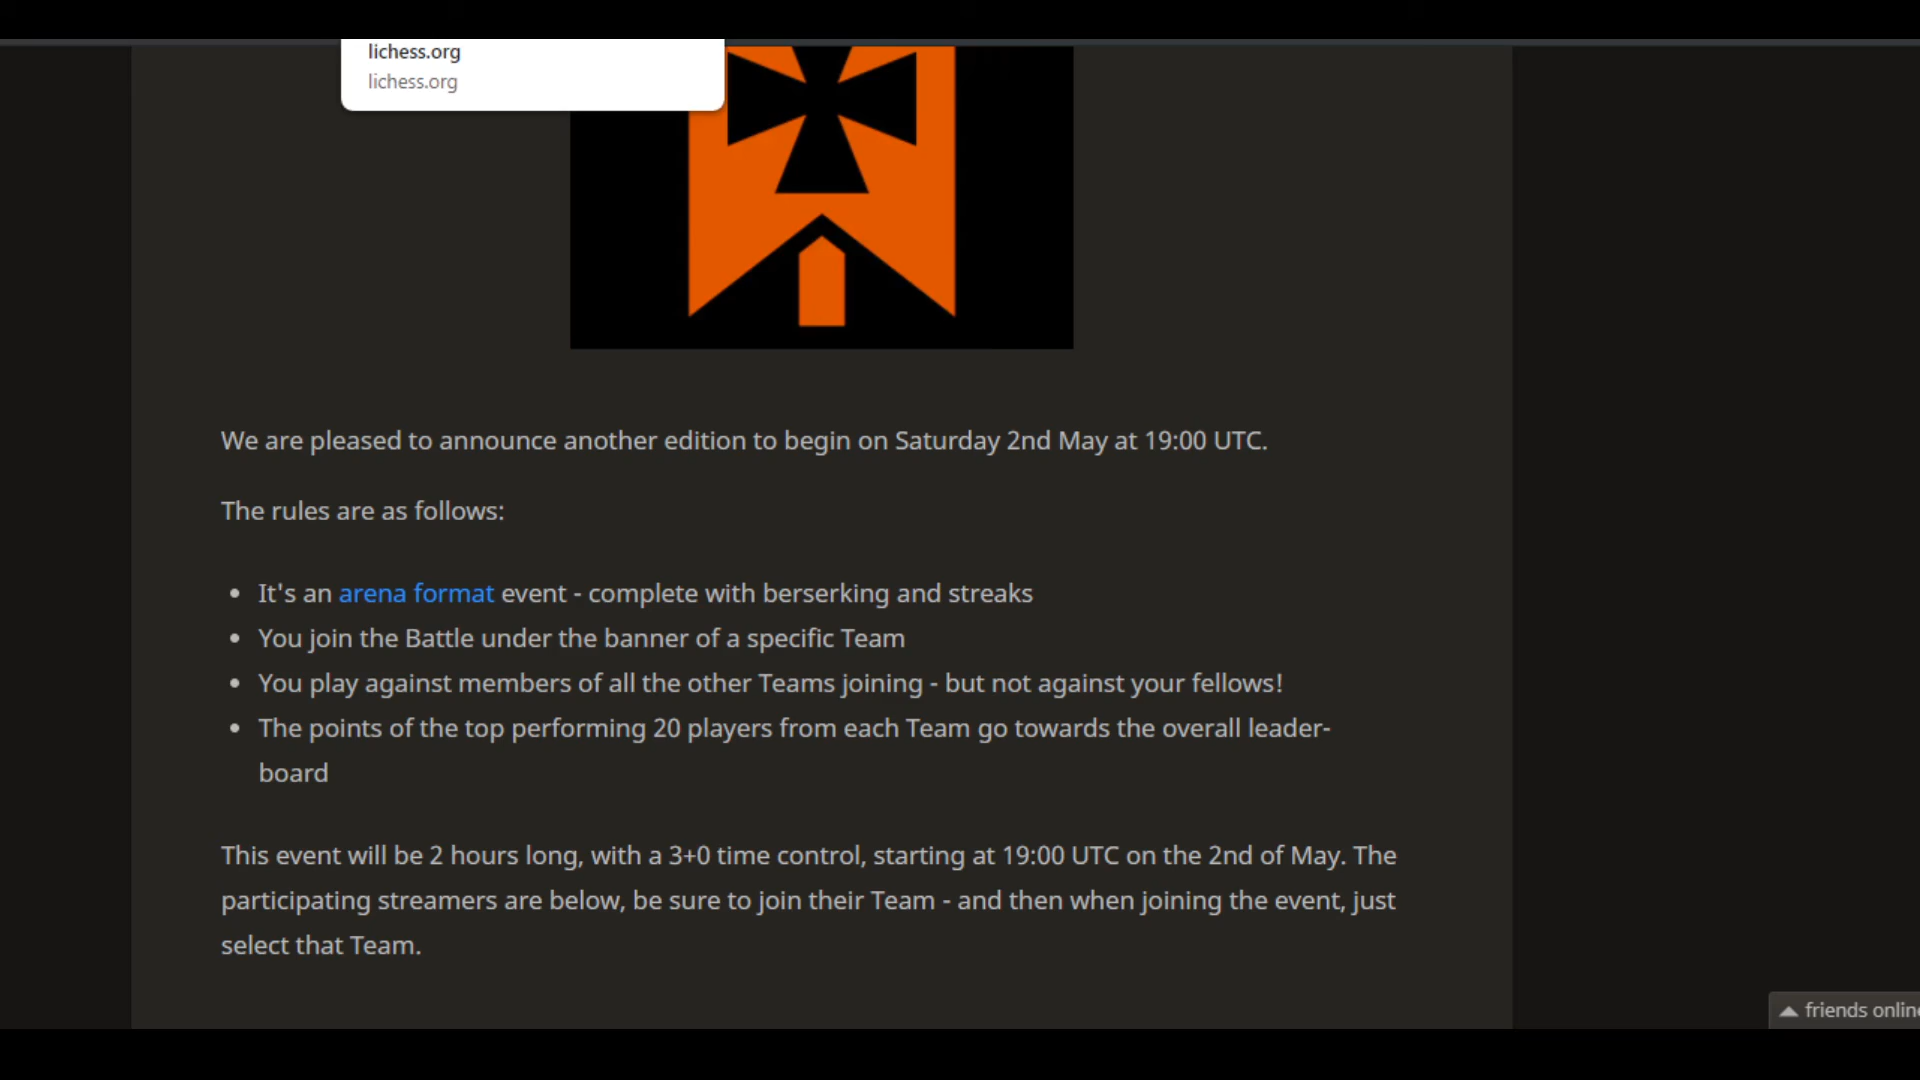 lichess.org
lichess.org
We are pleased to announce another edition to begin on Saturday 2nd May at 19:00 UTC.
The rules are as follows:
It's an arena format event - complete with berserking and streaks
You join the Battle under the banner of a specific Team
You play against members of all the other Teams joining - but not against your fellows!
The points of the top performing 20 players from each Team go towards the overall leader-
board
This event will be 2 hours long, with a 3+0 time control, starting at 19:00 UTC on the 2nd of May. The
participating streamers are below, be sure to join their Team - and then when joining the event, just
select that Team.
friends online